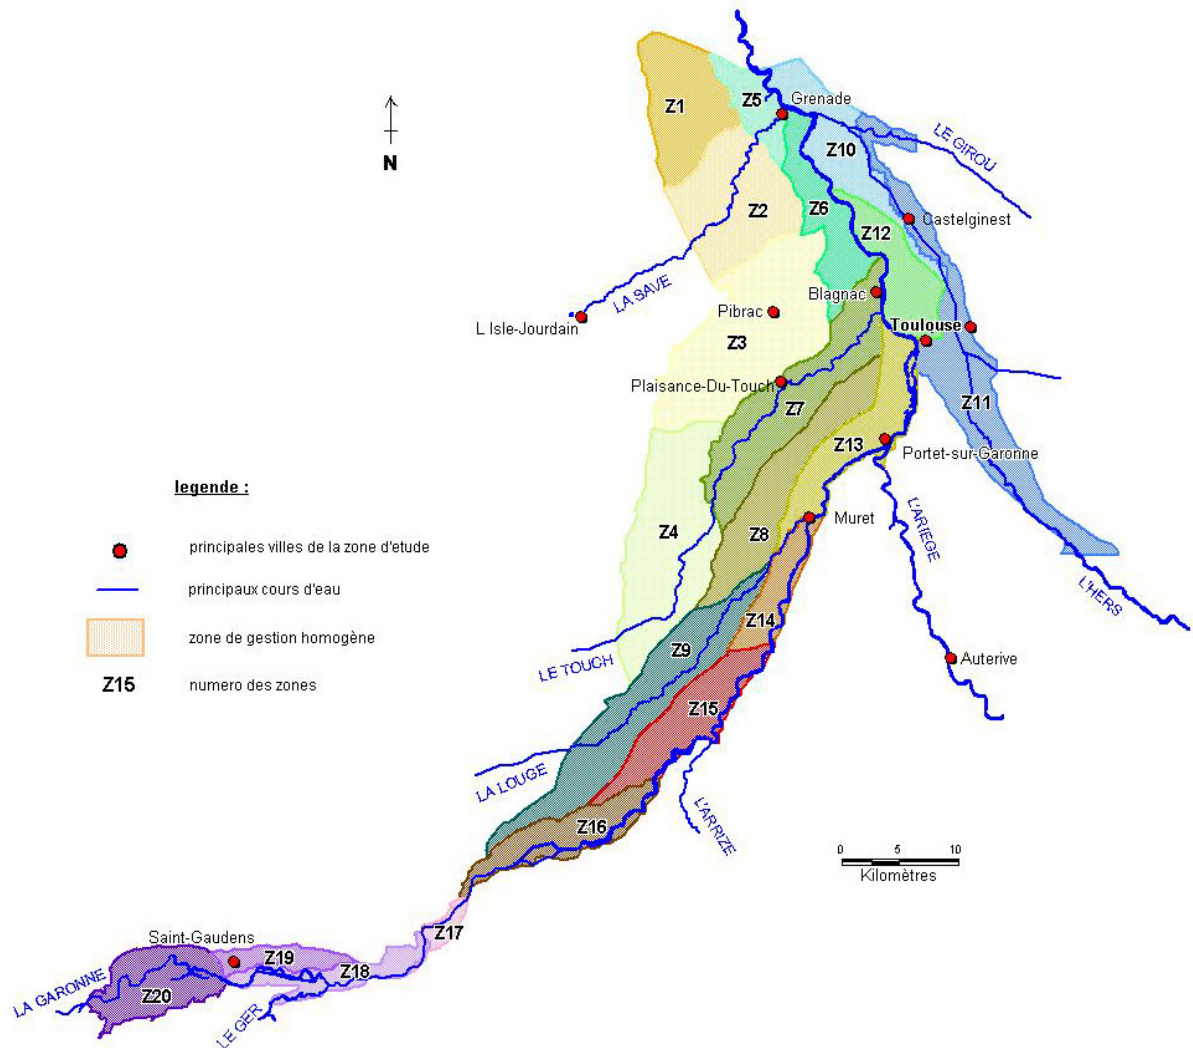 Z1
Z5
Grenade
LE GIROU
N
Z10
Z2
Z6
Castelginest
Z12
LA SAVE
Blagnac
Pibrac
L Isle-Jourdain
Toulouse
Z3
Plaisance-Du-Touch
Z7
Z11
Z13
Portet-sur-Garonne
legende :
Muret
L'ARIEGE
Z4
Z8
principales villes de la zone d'etude
principaux cours d'eau
L'HERS
Z14
zone de gestion homogène
Z9
LE TOUCH
Auterive
Z15
numero des zones
Z15
LA LOUGE
L'ARRIZE
Z16
0 5 10
Kilomètres
Z17
Saint-Gaudens
Z19
Z18
LA GARONNE
Z20
LE GER